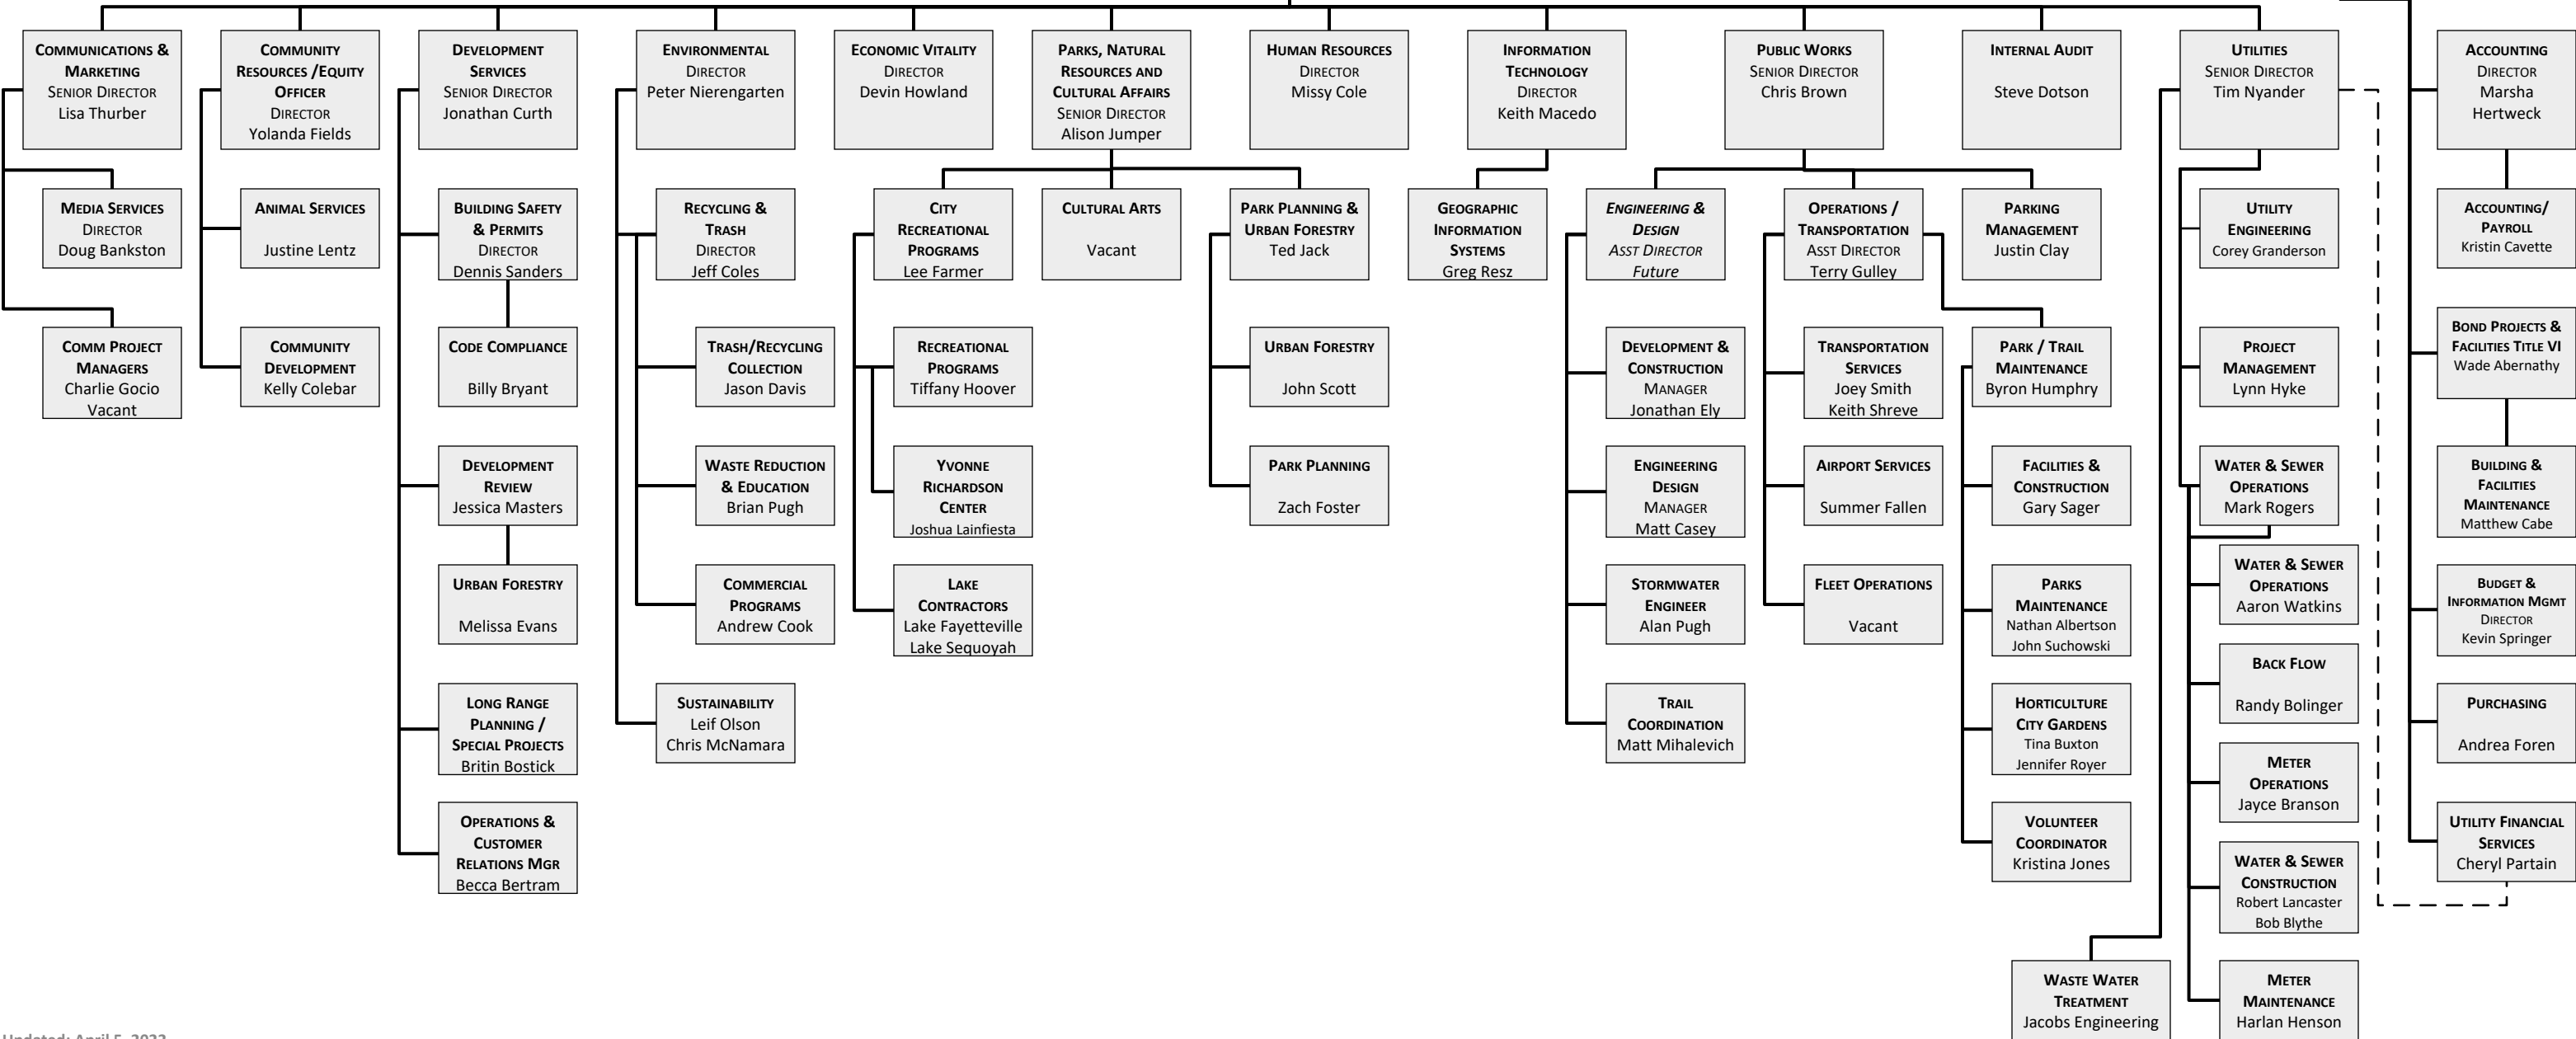 COMMUNICATIONS &
MARKETING
SENIOR DIRECTOR
Lisa Thurber
COMMUNITY
RESOURCES /EQUITY
OFFICER
DIRECTOR
Yolanda Fields
DEVELOPMENT
SERVICES
SENIOR DIRECTOR
Jonathan Curth
ENVIRONMENTAL
DIRECTOR
Peter Nierengarten
ECONOMIC VITALITY
DIRECTOR
Devin Howland
PARKS, NATURAL
RESOURCES AND
CULTURAL AFFAIRS
SENIOR DIRECTOR
Alison Jumper
HUMAN RESOURCES
DIRECTOR
Missy Cole
INFORMATION
TECHNOLOGY
DIRECTOR
Keith Macedo
PUBLIC WORKS
SENIOR DIRECTOR
Chris Brown
INTERNAL AUDIT
Steve Dotson
UTILITIES
SENIOR DIRECTOR
Tim Nyander
ACCOUNTING
DIRECTOR
Marsha
Hertweck
MEDIA SERVICES
DIRECTOR
Doug Bankston
ANIMAL SERVICES
Justine Lentz
BUILDING SAFETY
& PERMITS
DIRECTOR
Dennis Sanders
RECYCLING &
TRASH
DIRECTOR
Jeff Coles
CITY
RECREATIONAL
PROGRAMS
Lee Farmer
CULTURAL ARTS
Vacant
PARK PLANNING &
URBAN FORESTRY
Ted Jack
GEOGRAPHIC
INFORMATION
SYSTEMS
Greg Resz
ENGINEERING &
DESIGN
ASST DIRECTOR
Future
OPERATIONS /
TRANSPORTATION
ASST DIRECTOR
Terry Gulley
PARKING
MANAGEMENT
Justin Clay
UTILITY
ENGINEERING
Corey Granderson
ACCOUNTING/
PAYROLL
Kristin Cavette
COMM PROJECT
MANAGERS
Charlie Gocio
Vacant
COMMUNITY
DEVELOPMENT
Kelly Colebar
CODE COMPLIANCE
Billy Bryant
TRASH/RECYCLING
COLLECTION
Jason Davis
RECREATIONAL
PROGRAMS
Tiffany Hoover
URBAN FORESTRY
John Scott
DEVELOPMENT &
CONSTRUCTION
MANAGER
Jonathan Ely
TRANSPORTATION
SERVICES
Joey Smith
Keith Shreve
PARK / TRAIL
MAINTENANCE
Byron Humphry
PROJECT
MANAGEMENT
Lynn Hyke
BOND PROJECTS &
FACILITIES TITLE VI
Wade Abernathy
DEVELOPMENT
REVIEW
Jessica Masters
WASTE REDUCTION
& EDUCATION
Brian Pugh
YVONNE
RICHARDSON
CENTER
Joshua Lainfiesta
PARK PLANNING
Zach Foster
ENGINEERING
DESIGN
MANAGER
Matt Casey
AIRPORT SERVICES
Summer Fallen
FACILITIES &
CONSTRUCTION
Gary Sager
WATER & SEWER
OPERATIONS
Mark Rogers
BUILDING &
FACILITIES
MAINTENANCE
Matthew Cabe
URBAN FORESTRY
Melissa Evans
COMMERCIAL
PROGRAMS
Andrew Cook
LAKE
CONTRACTORS
Lake Fayetteville
Lake Sequoyah
STORMWATER
ENGINEER
Alan Pugh
FLEET OPERATIONS
Vacant
PARKS
MAINTENANCE
Nathan Albertson
John Suchowski
WATER & SEWER
OPERATIONS
Aaron Watkins
BUDGET &
INFORMATION MGMT
DIRECTOR
Kevin Springer
BACK FLOW
Randy Bolinger
LONG RANGE
PLANNING /
SPECIAL PROJECTS
Britin Bostick
SUSTAINABILITY
Leif Olson
Chris McNamara
TRAIL
COORDINATION
Matt Mihalevich
HORTICULTURE
CITY GARDENS
Tina Buxton
Jennifer Royer
PURCHASING
Andrea Foren
METER
OPERATIONS
Jayce Branson
OPERATIONS &
CUSTOMER
RELATIONS MGR
Becca Bertram
VOLUNTEER
COORDINATOR
Kristina Jones
UTILITY FINANCIAL
SERVICES
Cheryl Partain
WATER & SEWER
CONSTRUCTION
Robert Lancaster
Bob Blythe
WASTE WATER
TREATMENT
Jacobs Engineering
METER
MAINTENANCE
Harlan Henson
Updated: April 5, 2022